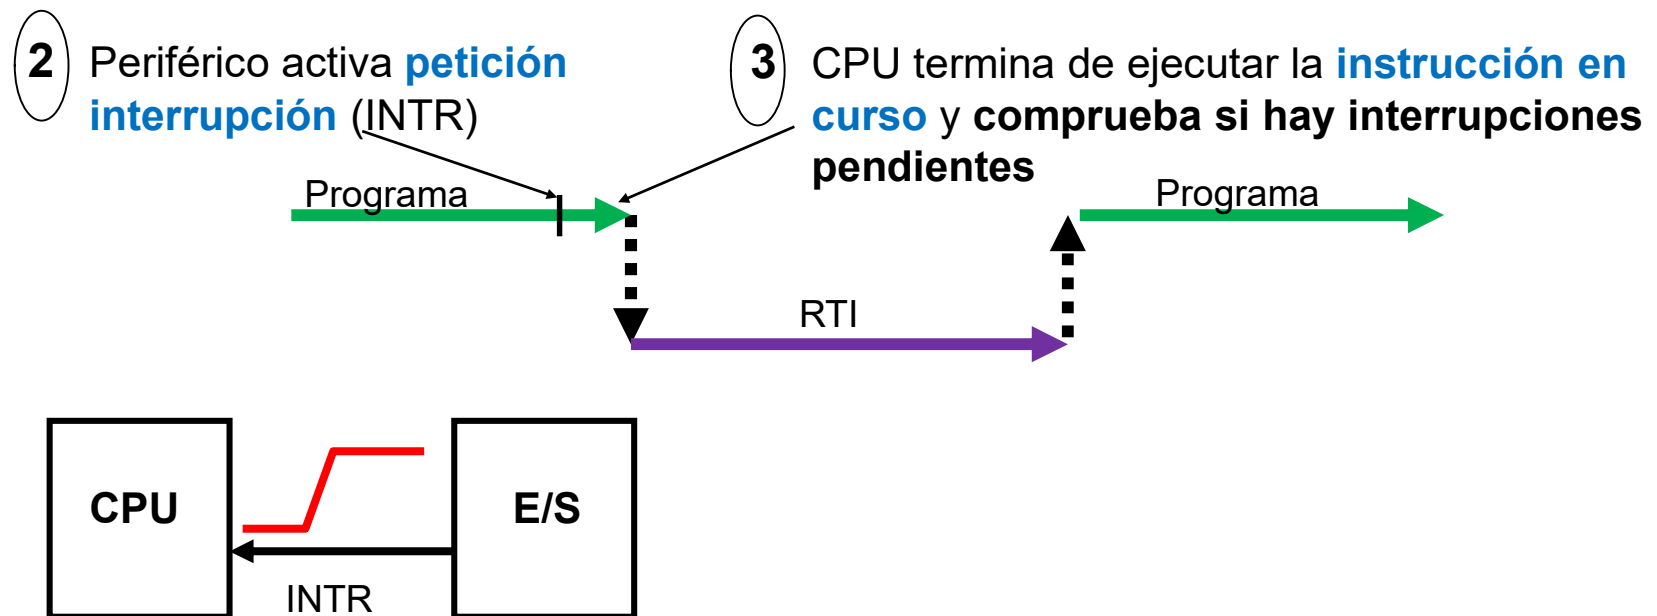 2
Periférico activa petición
interrupción (INTR)
3
CPU termina de ejecutar la instrucción en
curso y comprueba si hay interrupciones
pendientes
Programa
Programa
RTI
CPU
E/S
INTR